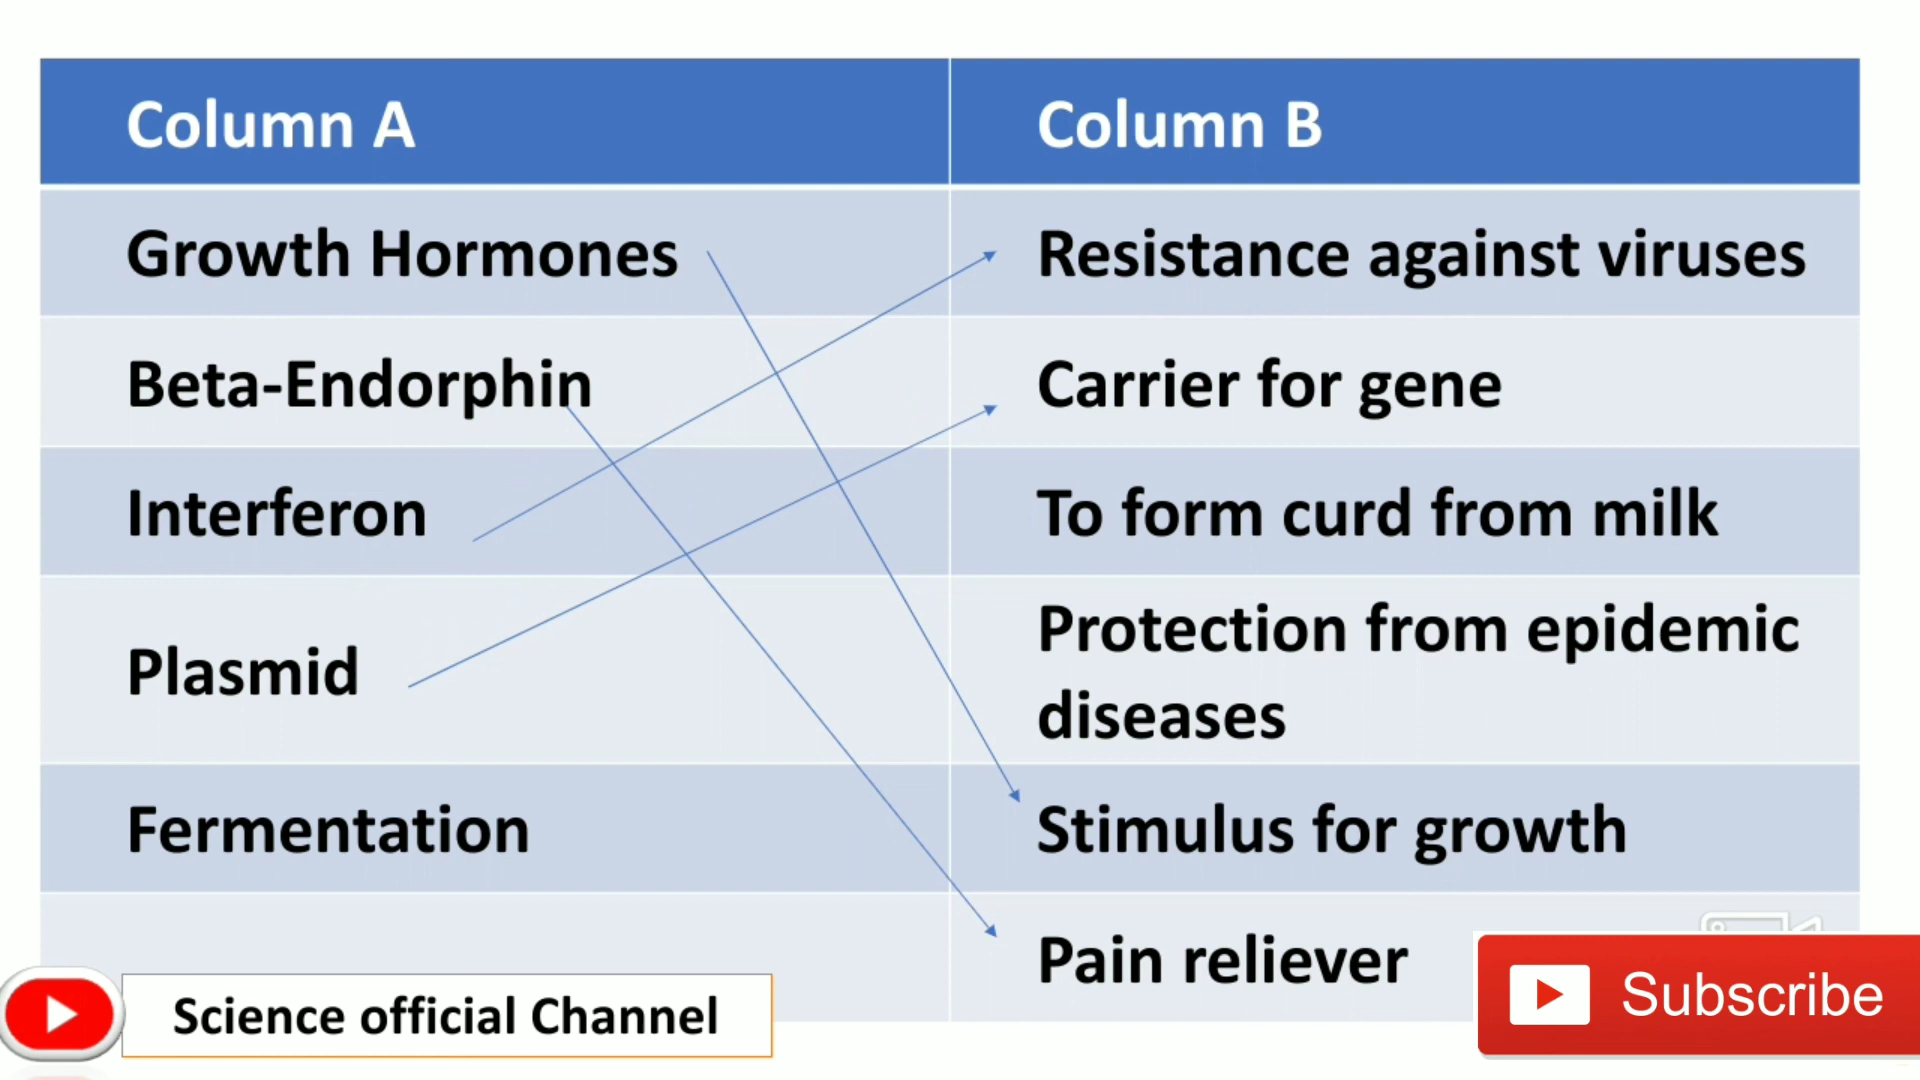 Column A Column B
Growth Hormones Resistance against viruses
Beta-Endorphin Carrier for gene
Interferon To form curd from milk
Plasmid Protection from epidemic
diseases
Fermentation Stimulus for growth
Pain reliever
Science official Channel
Subscribe